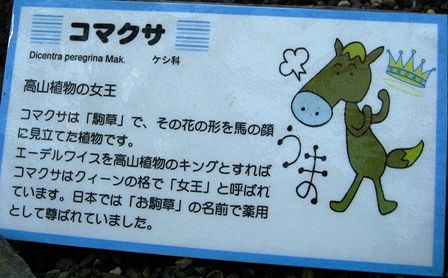 コマクサ
Dicentra peregrina Mak. ケシ科
高山植物の女王
コマクサは「駒草」で、その花の形を馬の顔
に見立てた植物です。
エーデルワイスを高山植物のキングとすれば
コマクサはクィーンの格で「女王」と呼ばれ
ています。日本では「お駒草」の名前で薬用
として尊ばれていました。
うま